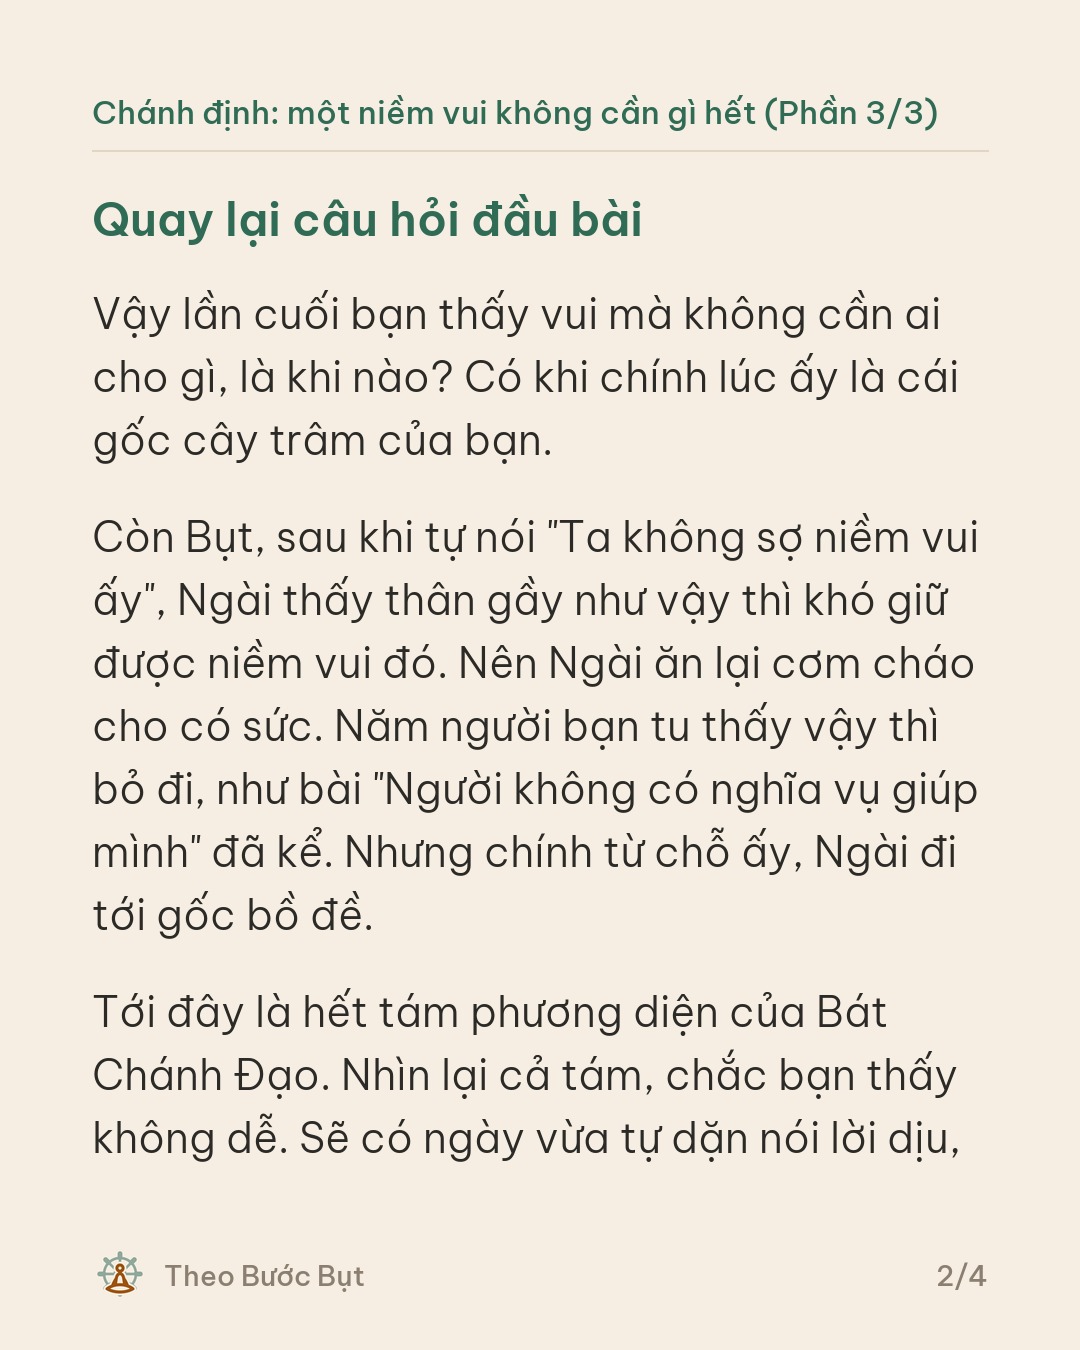 Chánh định: một niềm vui không cần gì hết (Phần 3/3)
Quay lại câu hỏi đầu bài
Vậy lần cuối bạn thấy vui mà không cần ai
cho gì, là khi nào? Có khi chính lúc ấy là cái
gốc cây trâm của bạn.
Còn Bụt, sau khi tự nói "Ta không sợ niềm vui
ấy", Ngài thấy thân gầy như vậy thì khó giữ
được niềm vui đó. Nên Ngài ăn lại cơm cháo
cho có sức. Năm người bạn tu thấy vậy thì
bỏ đi, như bài "Người không có nghĩa vụ giúp
mình" đã kể. Nhưng chính từ chỗ ấy, Ngài đi
tới gốc bồ đề.
Tới đây là hết tám phương diện của Bát
Chánh Đạo. Nhìn lại cả tám, chắc bạn thấy
không dễ. Sẽ có ngày vừa tự dặn nói lời dịu,
Theo Bước Bụt
2/4